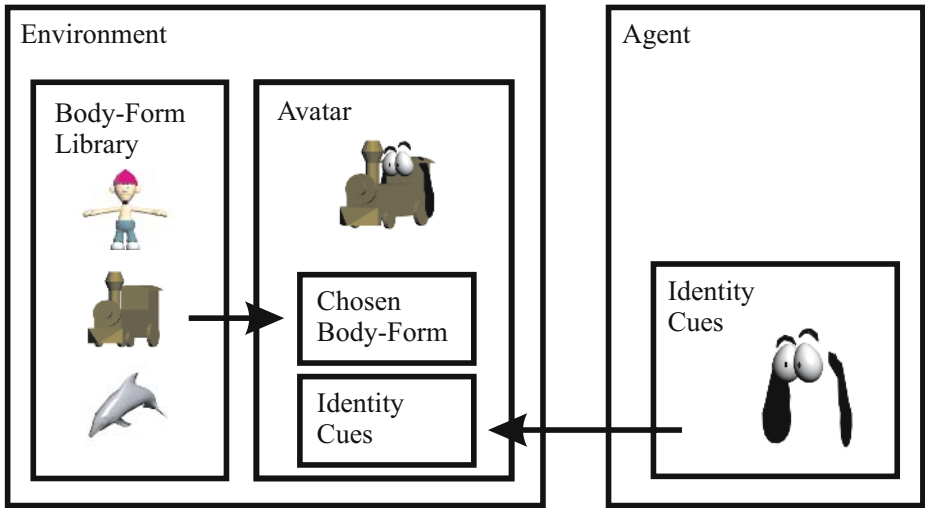 Environment
Body-Form
Library
Avatar
Chosen
Body-Form
Identity
Cues
Agent
Identity
Cues